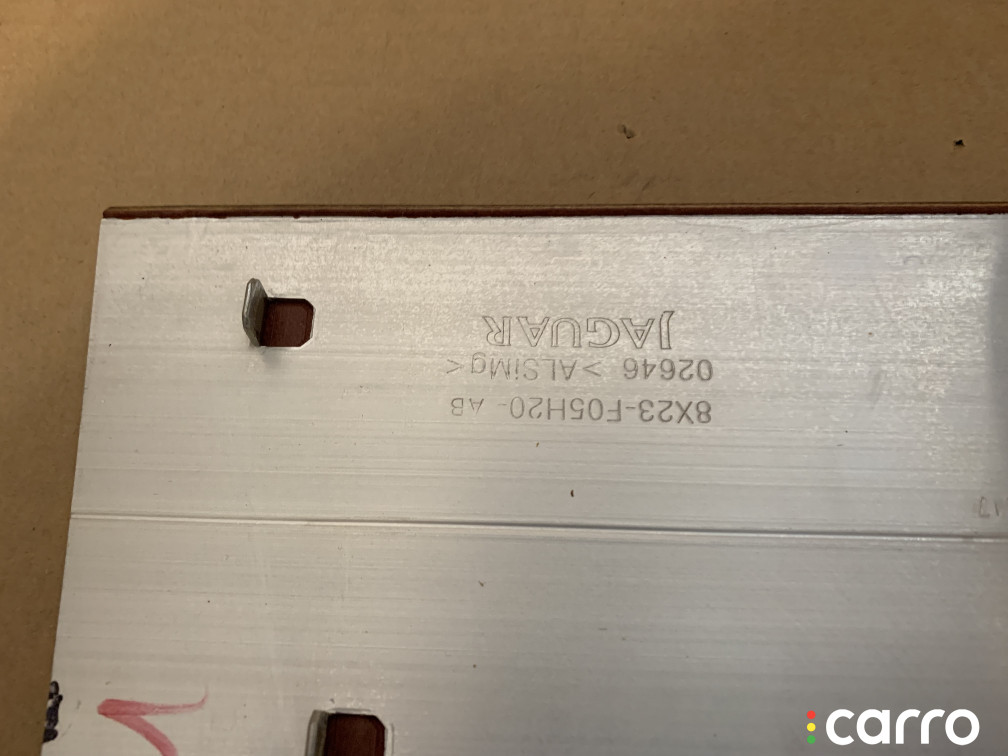 JAGUAR
02646 >ALSiMg<
8X23-F05H20- AB
carro